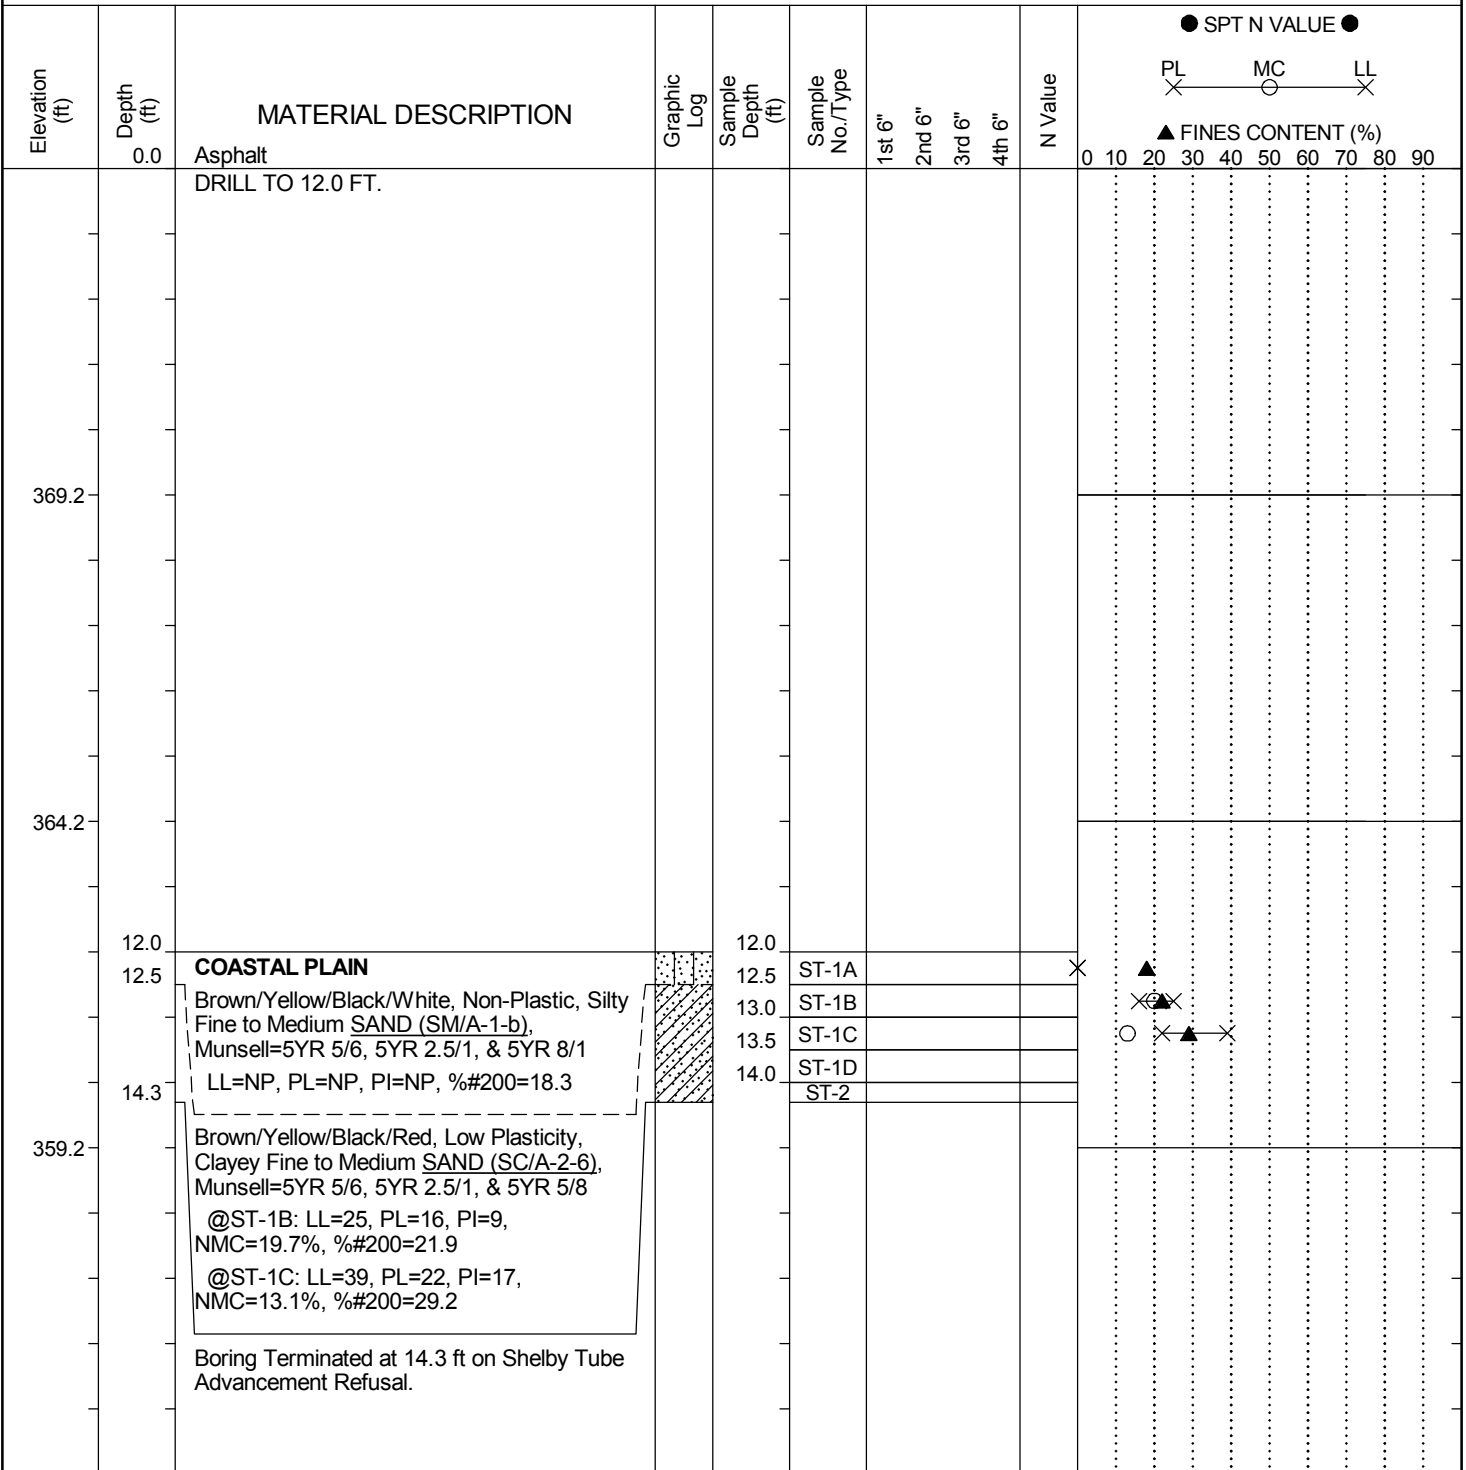 ● SPT N VALUE ●
PL MC LL
▲ FINES CONTENT (%)
Elevation (ft)
Depth (ft)
MATERIAL DESCRIPTION
Graphic Log
Sample Depth (ft)
Sample No./Type
1st 6"
2nd 6"
3rd 6"
4th 6"
N Value
0 10 20 30 40 50 60 70 80 90
0.0 Asphalt
DRILL TO 12.0 FT.
369.2
364.2
12.0 12.0
12.5 COASTAL PLAIN 12.5 ST-1A
Brown/Yellow/Black/White, Non-Plastic, Silty
Fine to Medium SAND (SM/A-1-b),
Munsell=5YR 5/6, 5YR 2.5/1, & 5YR 8/1
LL=NP, PL=NP, PI=NP, %#200=18.3
13.0 ST-1B
13.5 ST-1C
14.0 ST-1D
14.3 ST-2
359.2
Brown/Yellow/Black/Red, Low Plasticity,
Clayey Fine to Medium SAND (SC/A-2-6),
Munsell=5YR 5/6, 5YR 2.5/1, & 5YR 5/8
@ST-1B: LL=25, PL=16, PI=9,
NMC=19.7%, %#200=21.9
@ST-1C: LL=39, PL=22, PI=17,
NMC=13.1%, %#200=29.2
Boring Terminated at 14.3 ft on Shelby Tube
Advancement Refusal.